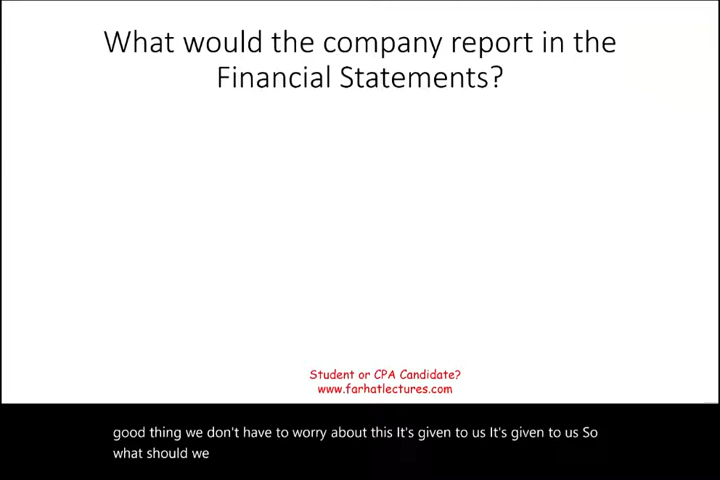 What would the company report in the
Financial Statements?
Student or CPA Candidate?
www.farhatlectures.com
good thing we don't have to worry about this It's given to us It's given to us So
what should we